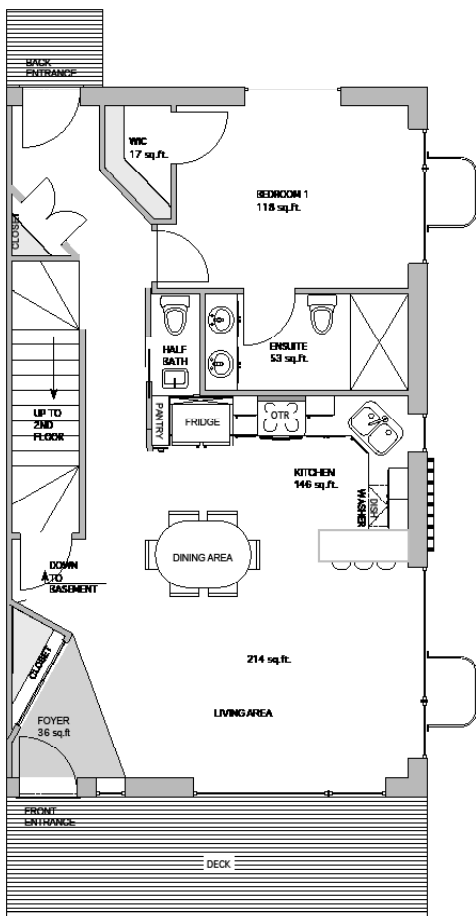 BACK
ENTRANCE
WIC
17 sq.ft.
BEDROOM 1
118 sq.ft.
CLOSET
HALF
BATH
ENSUITE
53 sq.ft.
UP TO
2ND
FLOOR
PANTRY
FRIDGE
OTR
KITCHEN
146 sq.ft.
DISH
WASHER
DINING AREA
DOWN
TO
BASEMENT
CLOSET
214 sq.ft.
LIVING AREA
FOYER
36 sq.ft
FRONT
ENTRANCE
DECK